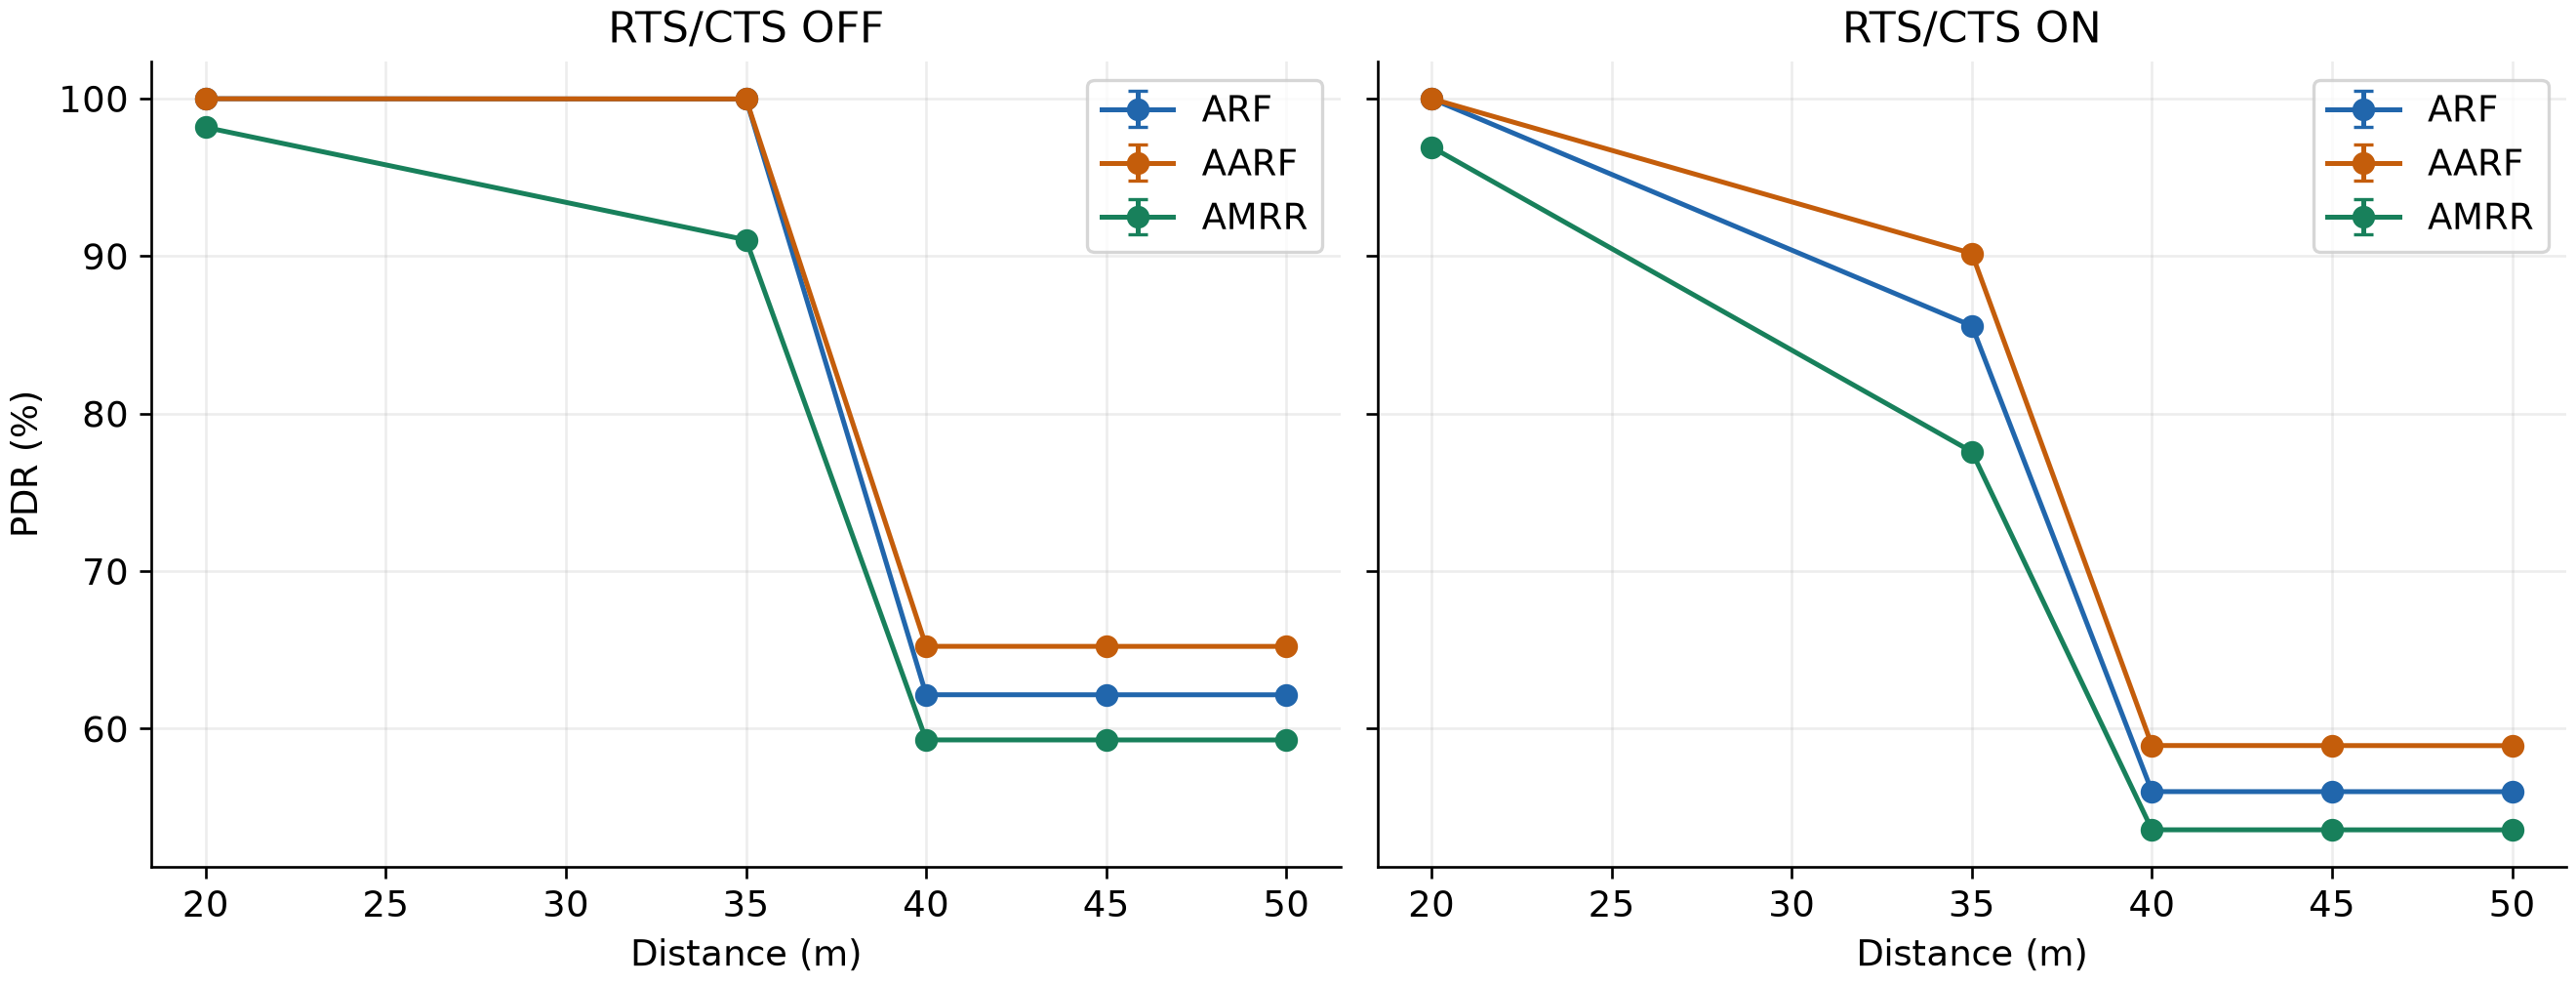 RTS/CTS OFF
100
90
80
70
60
PDR (%)
20 25 30 35 40 45 50
Distance (m)
ARF
AARF
AMRR
RTS/CTS ON
20 25 30 35 40 45 50
Distance (m)
ARF
AARF
AMRR